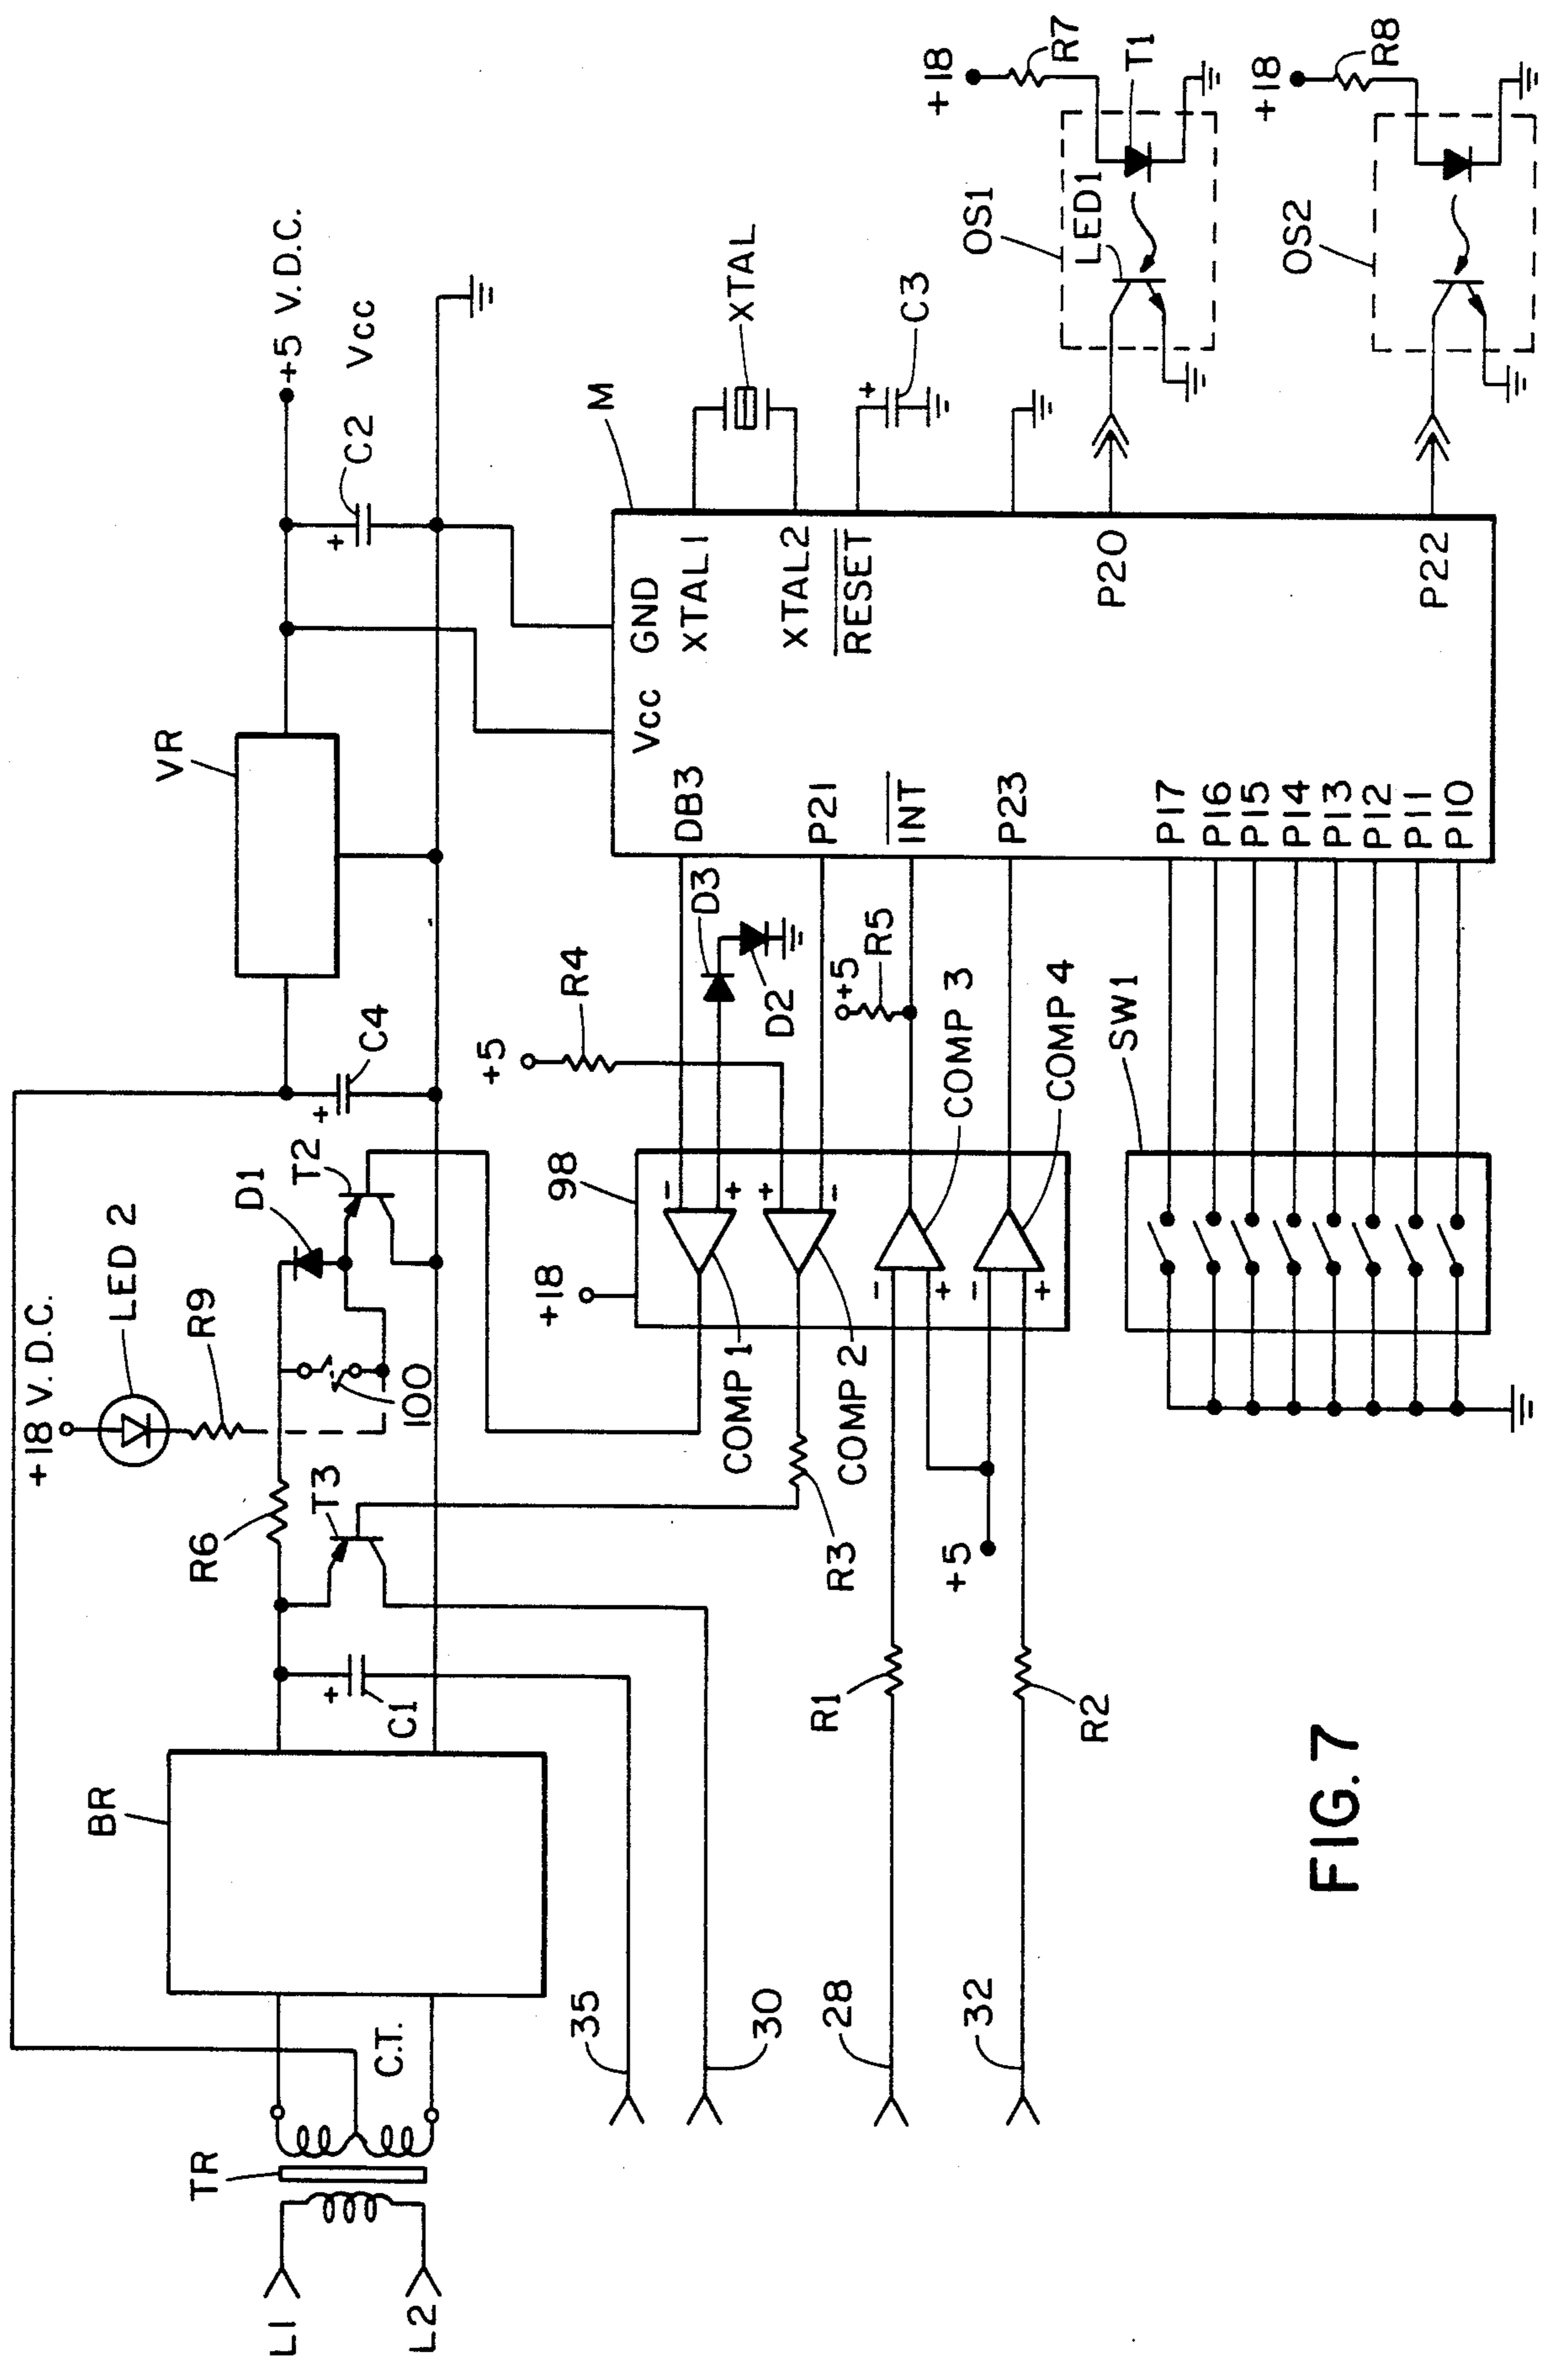 +18 V.D.C.
LED 2
R9
D1
T2
100
R6
T3
C4
VR
+5 V.D.C.
Vcc
C2
+
+
+
BR
C1
TR
C.T.
L1
L2
35
30
28
32
R1
R2
R3
+5
+18
98
COMP 1
COMP 2
COMP 3
COMP 4
-
+
+
-
-
+
-
+
+5
R4
D3
D2
+5
R5
M
Vcc
GND
DB3
P21
INT
P23
P17
P16
P15
P14
P13
P12
P11
P10
XTAL1
XTAL2
RESET
P20
P22
XTAL
+
C3
SW1
+18
R7
T1
OS1
LED1
+18
R8
OS2
FIG. 7